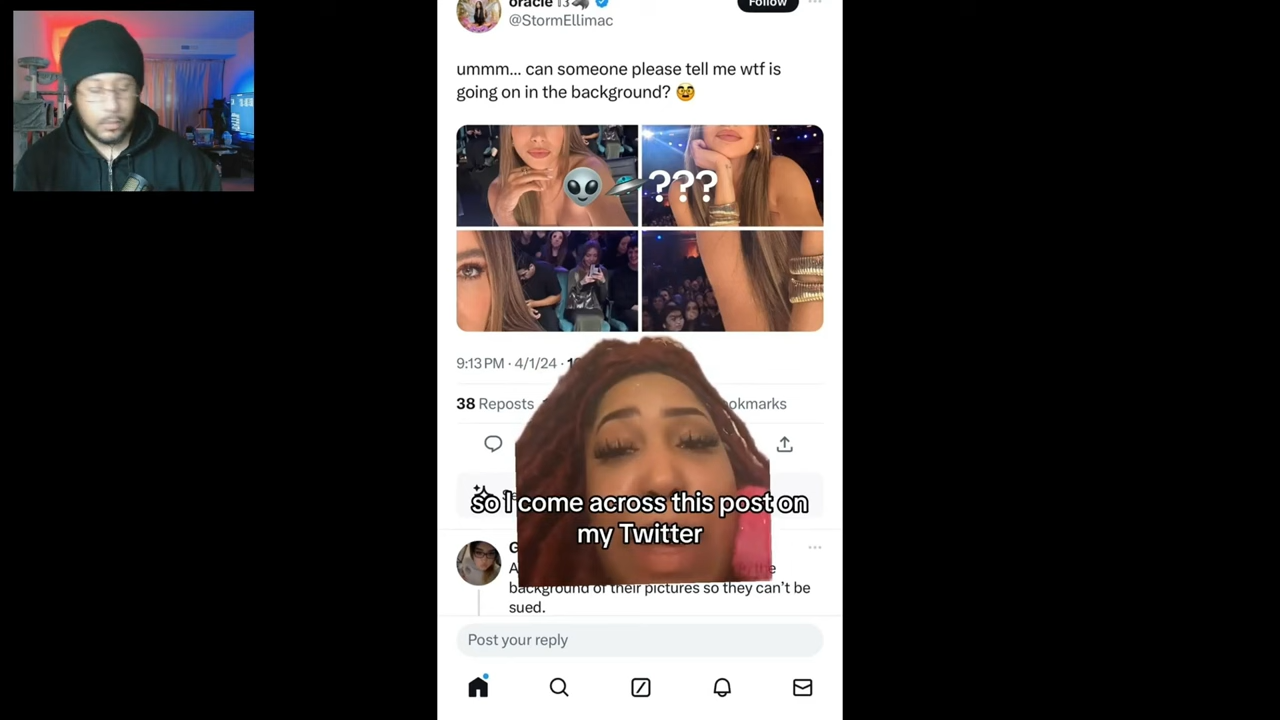 oracle
Follow
@StormEllimac
ummm... can someone please tell me wtf is
going on in the background?
???
9:13 PM · 4/1/24 ·
38 Reposts
so I come across this post on
my Twitter
background of their pictures so they can't be
sued.
Post your reply